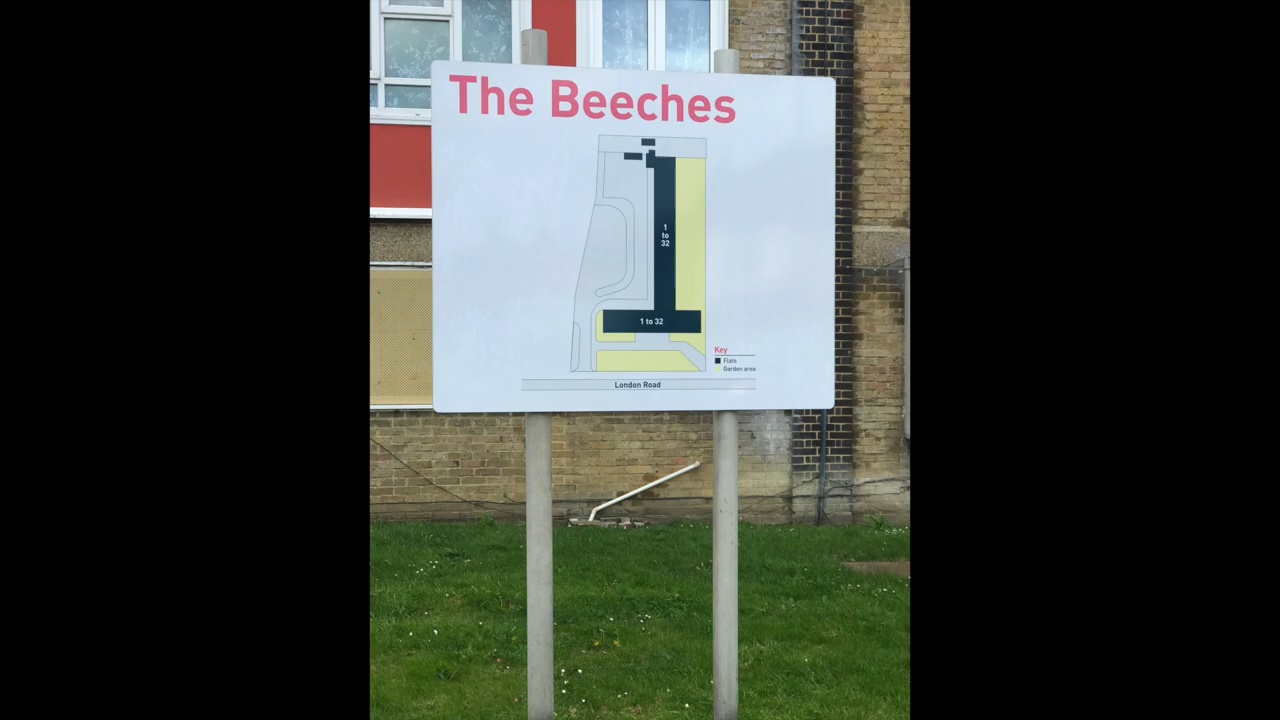 The Beeches
1
to
32
1 to 32
Key
Flats
Garden area
London Road